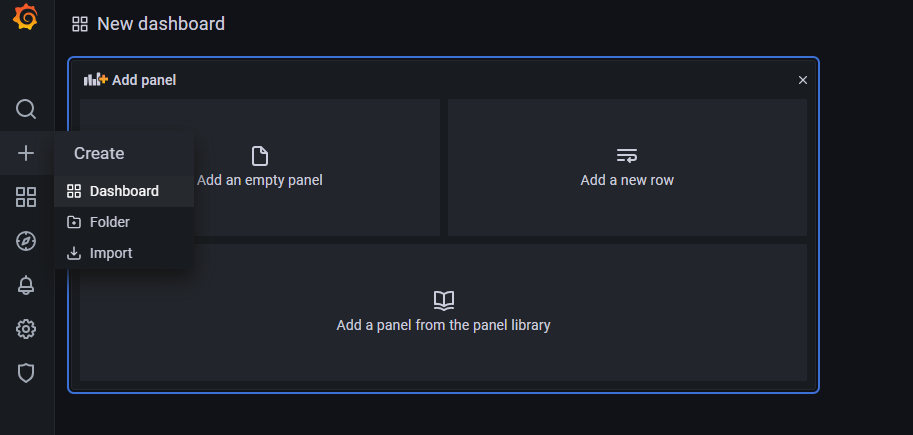 New dashboard
Add panel
Create
Dashboard
Folder
Import
Add an empty panel
Add a new row
Add a panel from the panel library